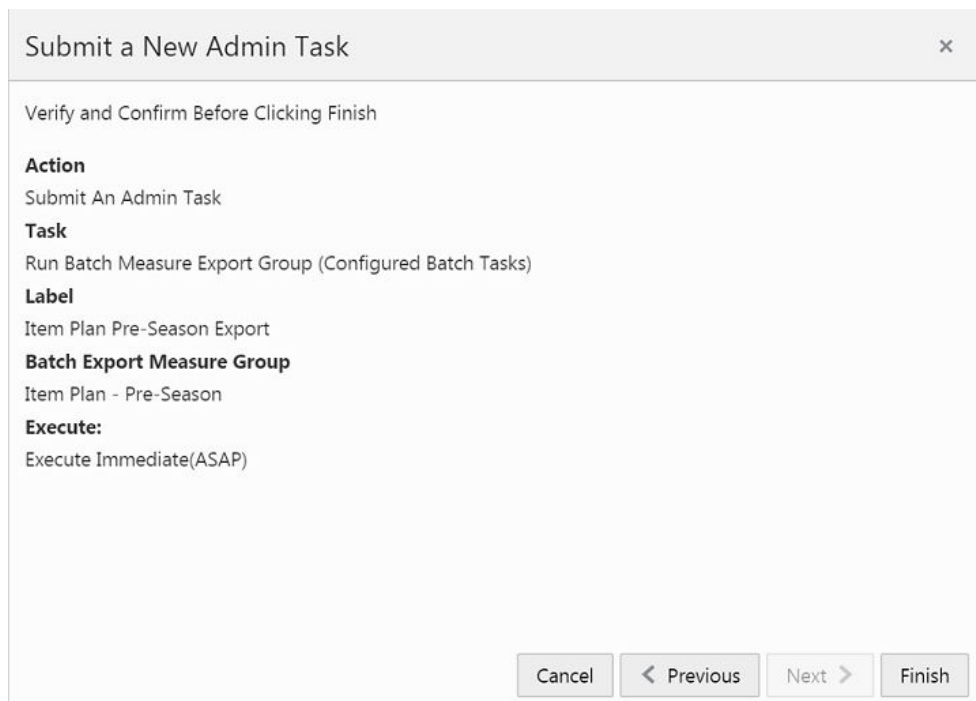 Submit a New Admin Task
Verify and Confirm Before Clicking Finish
Action
Submit An Admin Task
Task
Run Batch Measure Export Group (Configured Batch Tasks)
Label
Item Plan Pre-Season Export
Batch Export Measure Group
Item Plan - Pre-Season
Execute:
Execute Immediate(ASAP)
Cancel Previous Next Finish